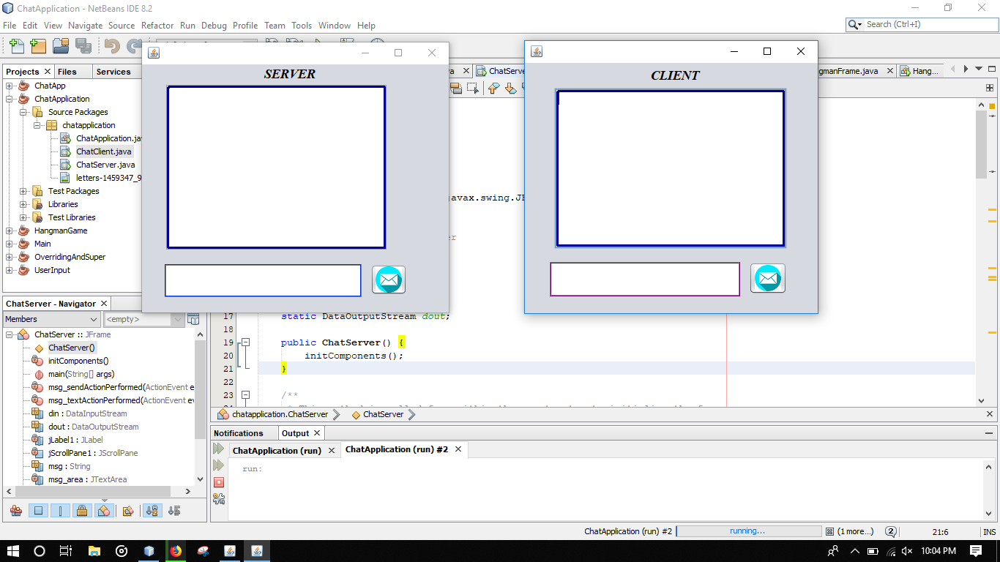 ChatApplication - NetBeans IDE 8.2
File Edit View Navigate Source Refactor Run Debug Profile Team Tools Window Help
Search (Ctrl+I)
Projects Files Services
ChatApp
ChatApplication
Source Packages
chatapplication
ChatApplication.ja
ChatClient.java
ChatServer.java
letters-1459347_9
Test Packages
Libraries
Test Libraries
HangmanGame
Main
OverridingAndSuper
UserInput
SERVER
CLIENT
ChatServe
ngmanFrame.java
Hang...
javax.swing.JF
er
17 static DataOutputStream dout;
18
19 public ChatServer() {
20 initComponents();
21 }
22
23 /**
chatapplication.ChatServer ChatServer
ChatServer - Navigator
Members <empty>
ChatServer :: JFrame
ChatServer()
initComponents()
main(String[] args)
msg_sendActionPerformed(ActionEvent e
msg_textActionPerformed(ActionEvent ev
din : DataInputStream
dout : DataOutputStream
jLabel1 : JLabel
jScrollPane1 : JScrollPane
msg : String
msg_area : JTextArea
Notifications Output
ChatApplication (run) ChatApplication (run) #2
run:
ChatApplication (run) #2 running... (1 more...) 2 21:6 INS
10:04 PM